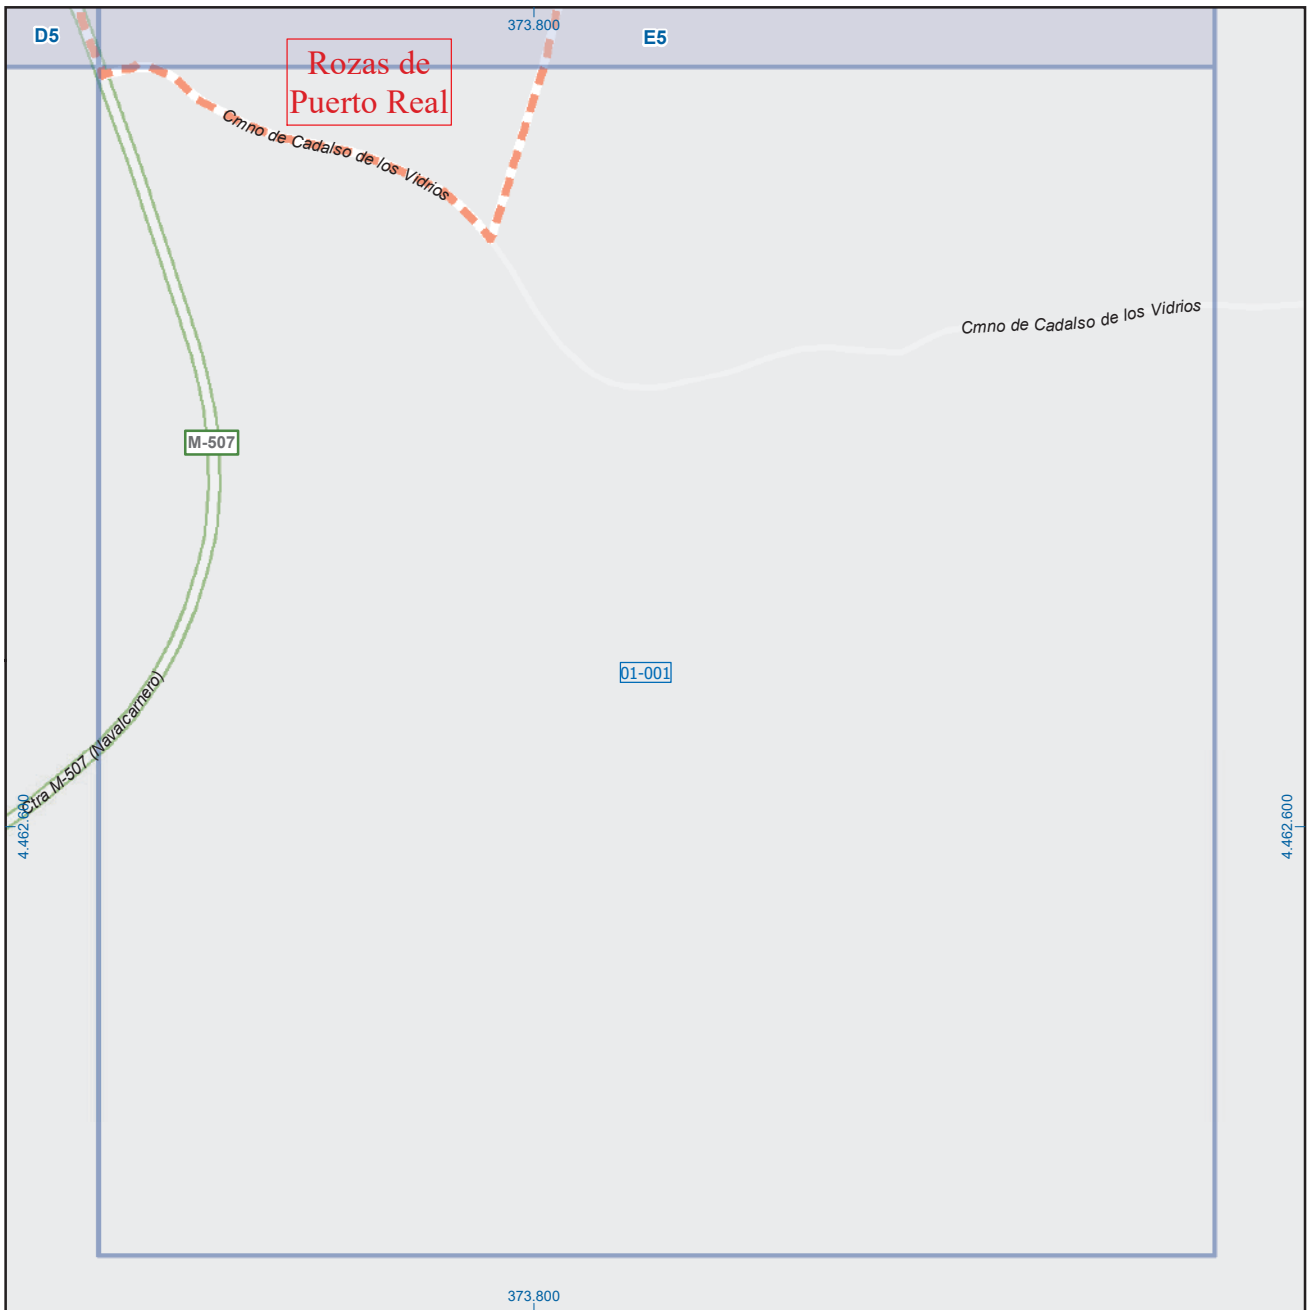 373.800
D5
E5
Rozas de
Puerto Real
Cmno de Cadalso de los Vidrios
Cmno de Cadalso de los Vidrios
M-507
01-001
Ctra M-507 (Navalcarnero)
4.462.600
4.462.600
373.800